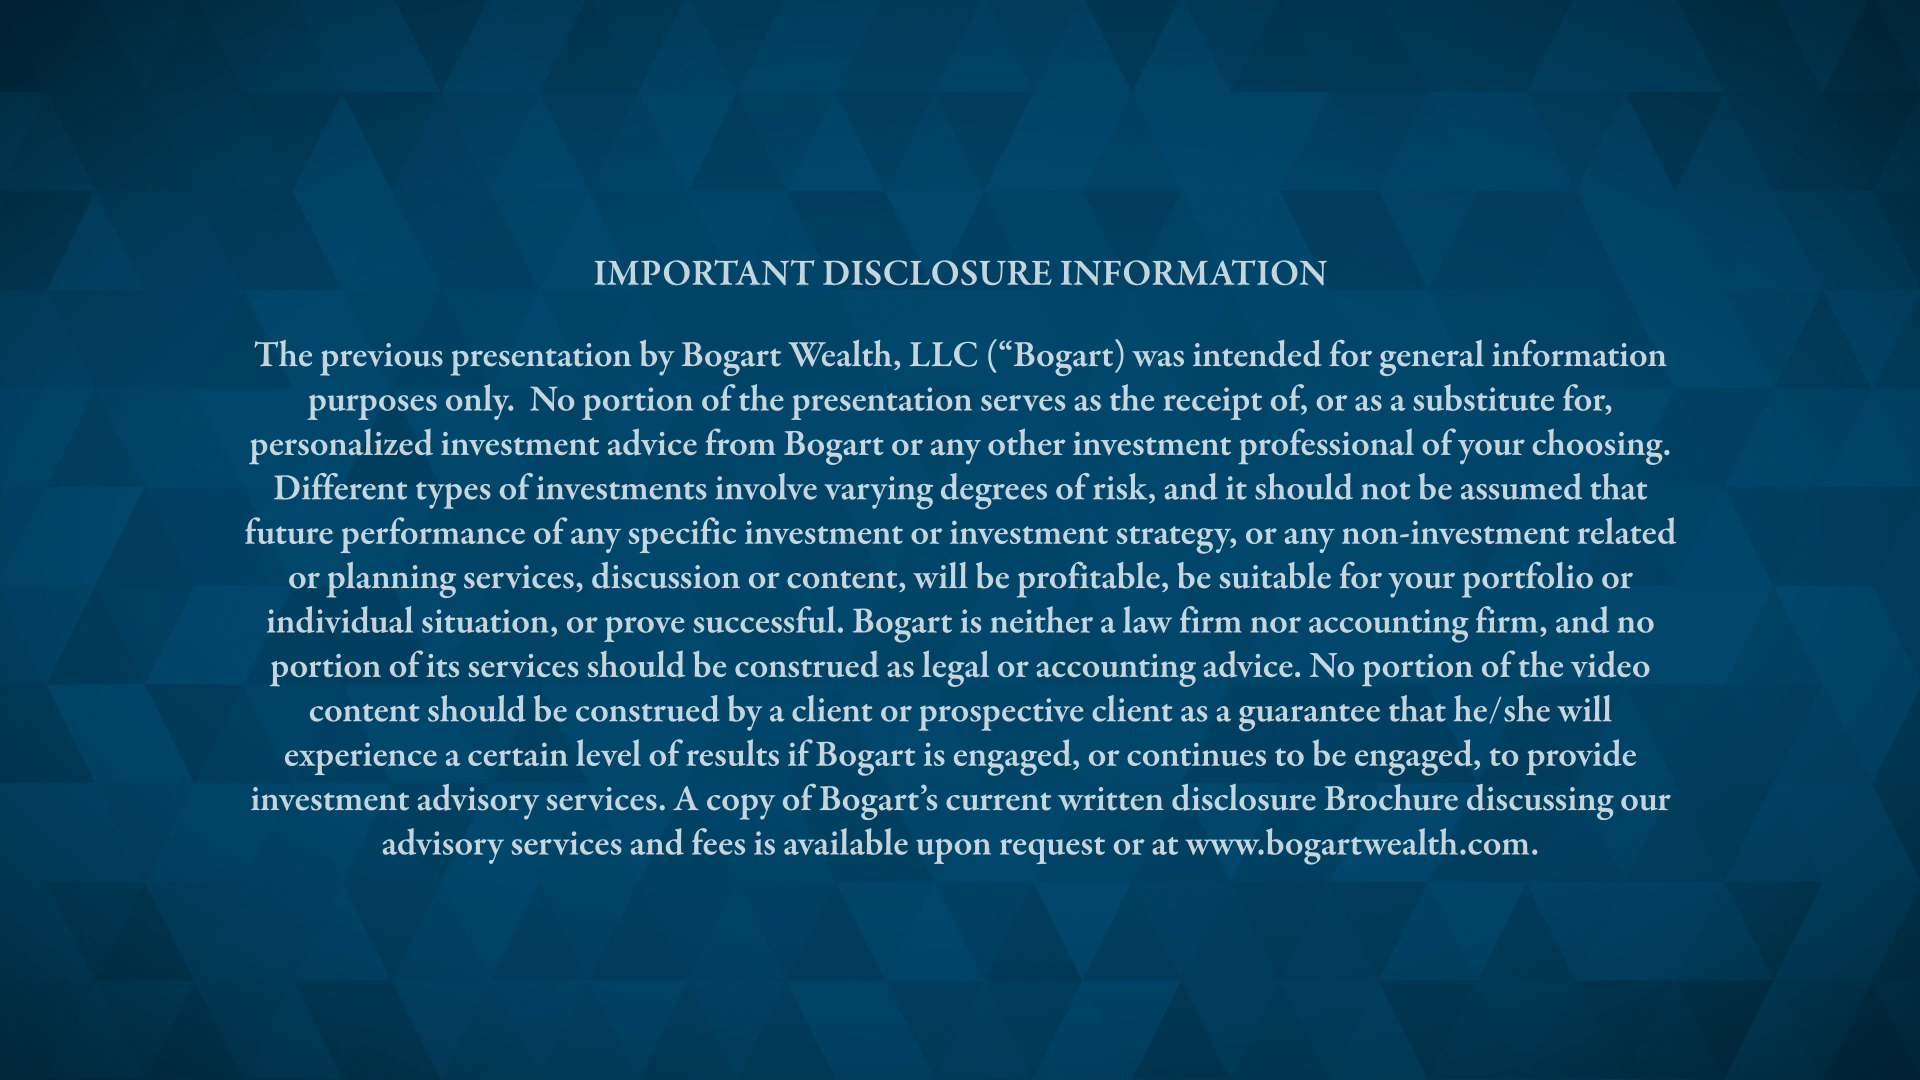 IMPORTANT DISCLOSURE INFORMATION
The previous presentation by Bogart Wealth, LLC (“Bogart) was intended for general information
purposes only.  No portion of the presentation serves as the receipt of, or as a substitute for,
personalized investment advice from Bogart or any other investment professional of your choosing.
Different types of investments involve varying degrees of risk, and it should not be assumed that
future performance of any specific investment or investment strategy, or any non-investment related
or planning services, discussion or content, will be profitable, be suitable for your portfolio or
individual situation, or prove successful. Bogart is neither a law firm nor accounting firm, and no
portion of its services should be construed as legal or accounting advice. No portion of the video
content should be construed by a client or prospective client as a guarantee that he/she will
experience a certain level of results if Bogart is engaged, or continues to be engaged, to provide
investment advisory services. A copy of Bogart’s current written disclosure Brochure discussing our
advisory services and fees is available upon request or at www.bogartwealth.com.